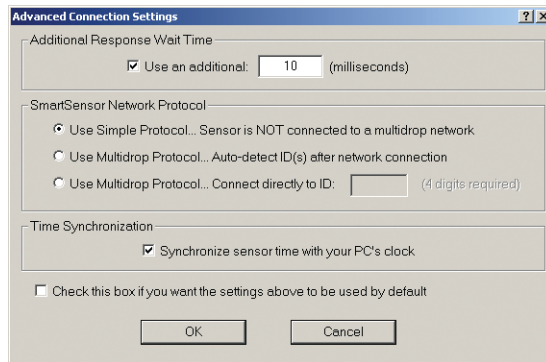 Advanced Connection Settings
Additional Response Wait Time
Use an additional: 10 (milliseconds)
SmartSensor Network Protocol
Use Simple Protocol... Sensor is NOT connected to a multidrop network
Use Multidrop Protocol... Auto-detect ID(s) after network connection
Use Multidrop Protocol... Connect directly to ID: (4 digits required)
Time Synchronization
Synchronize sensor time with your PC's clock
Check this box if you want the settings above to be used by default
OK Cancel